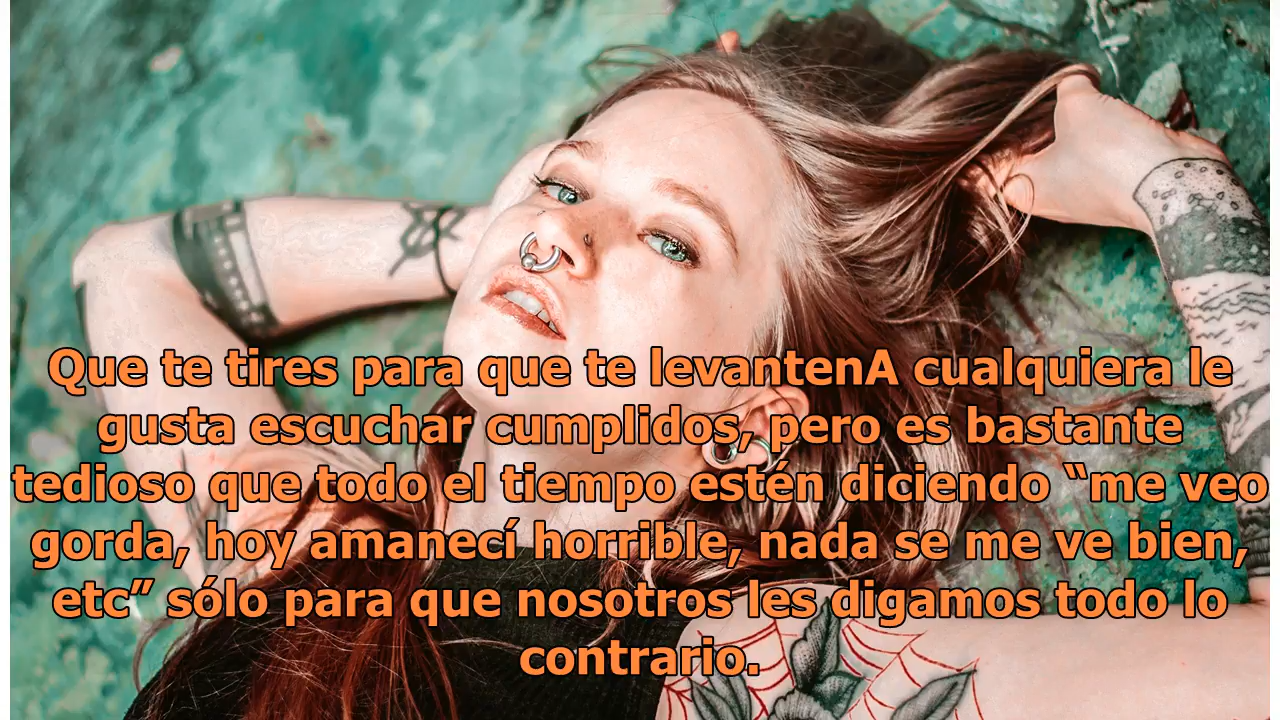 Que te tires para que te levantenA cualquiera le
gusta escuchar cumplidos, pero es bastante
tedioso que todo el tiempo estén diciendo “me veo
gorda, hoy amanecí horrible, nada se me ve bien,
etc” sólo para que nosotros les digamos todo lo
contrario.